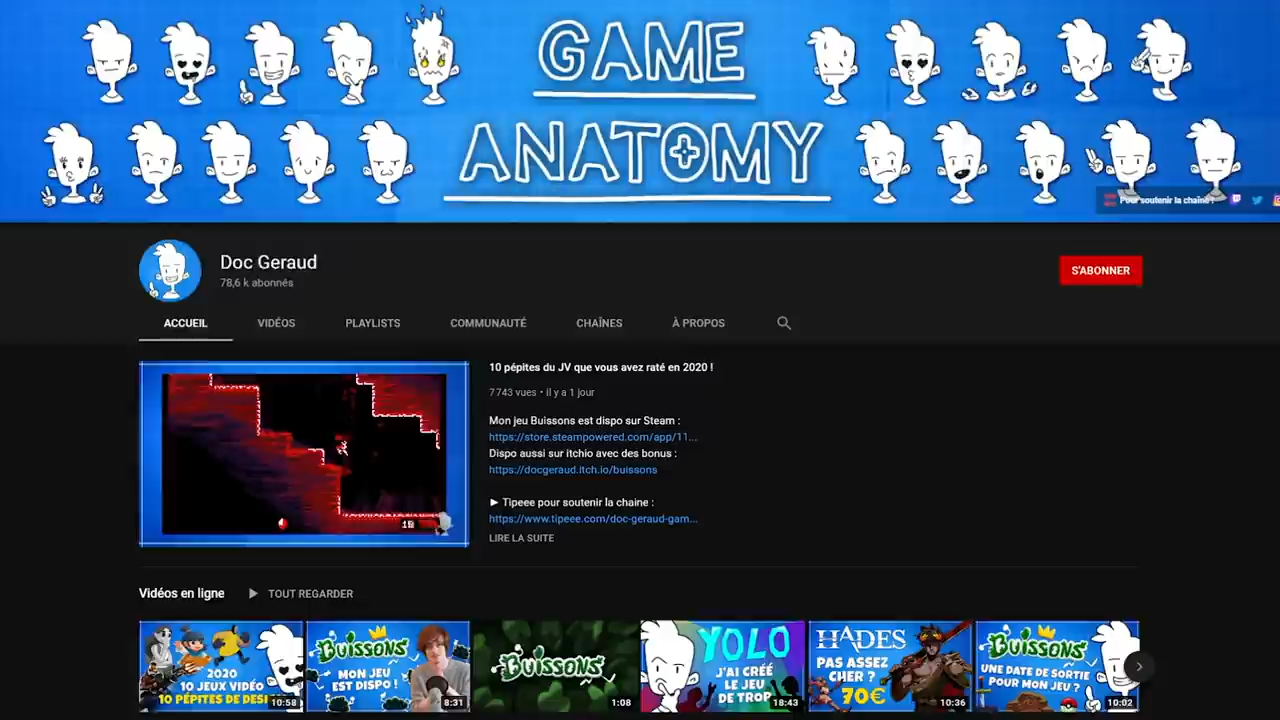 GAME
ANATOMY
Pour soutenir la chaîne !
Doc Geraud
78,6 k abonnés
S'ABONNER
ACCUEIL VIDÉOS PLAYLISTS COMMUNAUTÉ CHAÎNES À PROPOS
10 pépites du JV que vous avez raté en 2020 !
7 743 vues • il y a 1 jour
Mon jeu Buissons est dispo sur Steam :
https://store.steampowered.com/app/11...
Dispo aussi sur itchio avec des bonus :
https://docgeraud.itch.io/buissons
► Tipeee pour soutenir la chaine :
https://www.tipeee.com/doc-geraud-gam...
LIRE LA SUITE
Vidéos en ligne TOUT REGARDER
2020
10 JEUX VIDÉO
10 PÉPITES DE DESI
10:58
BUISSONS
MON JEU
EST DISPO !
8:31
BUISSONS
1:08
YOLO
J'AI CRÉÉ
LE JEU
DE TROP
18:43
HADES
PAS ASSEZ
CHER ?
70€
10:36
BUISSONS
UNE DATE DE SORTIE
POUR MON JEU ?
10:02